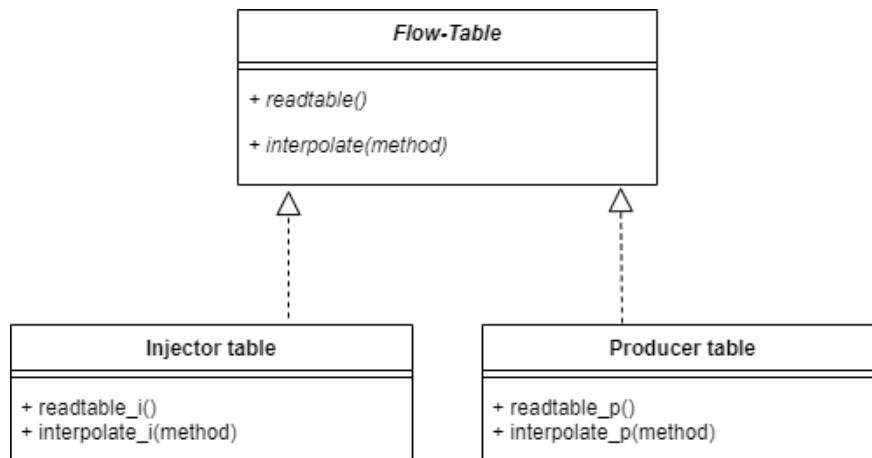 Flow-Table
+ readtable()
+ interpolate(method)
Injector table
+ readtable_i()
+ interpolate_i(method)
Producer table
+ readtable_p()
+ interpolate_p(method)